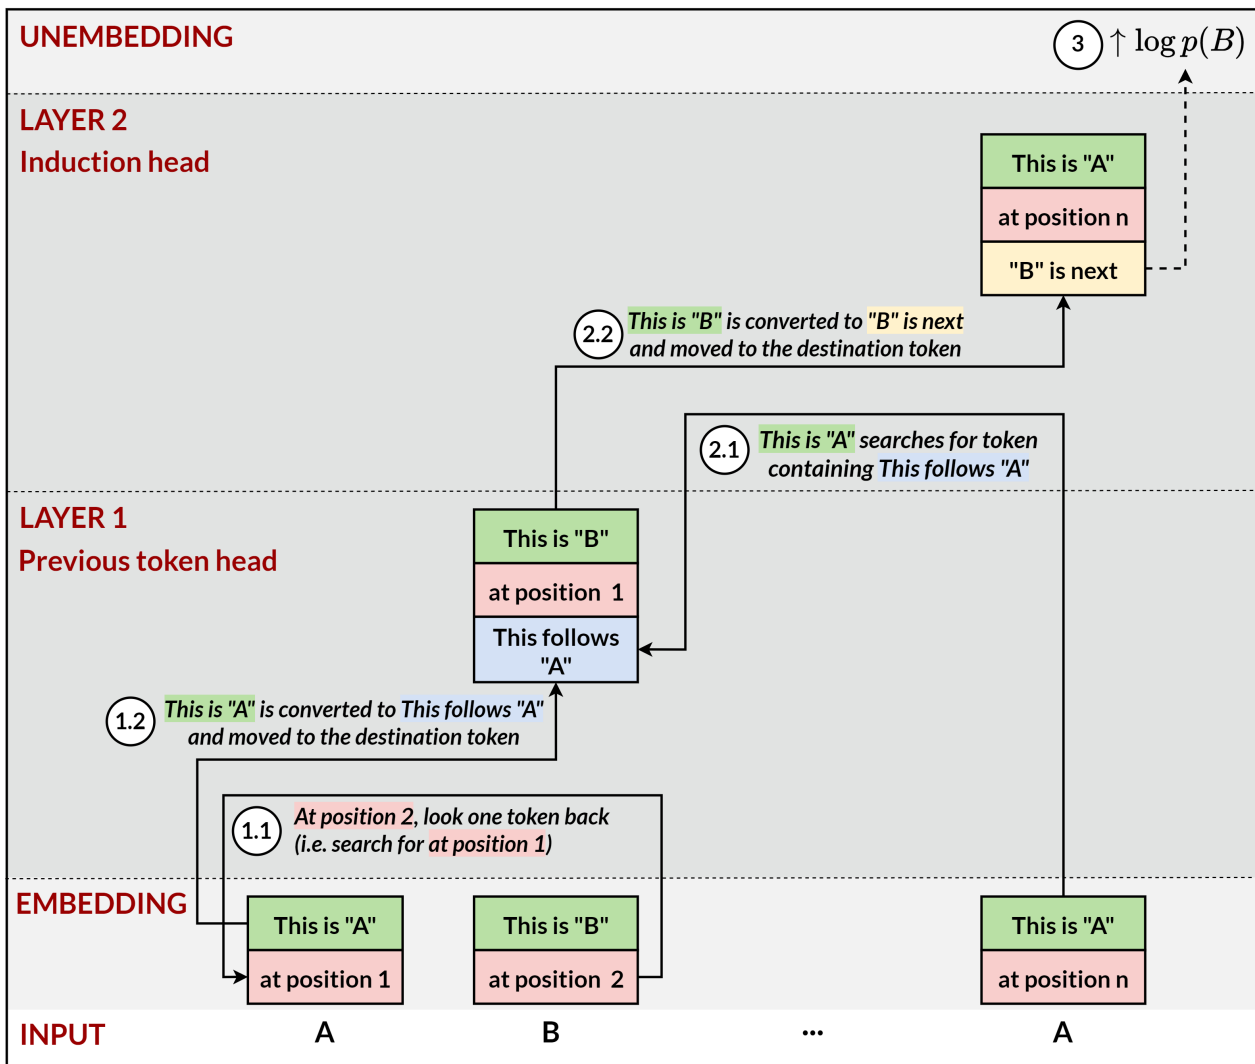 UNEMBEDDING
3 ↑ log p(B)
LAYER 2
Induction head
This is "A"
at position n
"B" is next
2.2
This is "B" is converted to "B" is next
and moved to the destination token
2.1
This is "A" searches for token
containing This follows "A"
LAYER 1
Previous token head
This is "B"
at position 1
This follows
"A"
1.2
This is "A" is converted to This follows "A"
and moved to the destination token
1.1
At position 2, look one token back
(i.e. search for at position 1)
EMBEDDING
This is "A"
at position 1
This is "B"
at position 2
This is "A"
at position n
INPUT
A
B
...
A